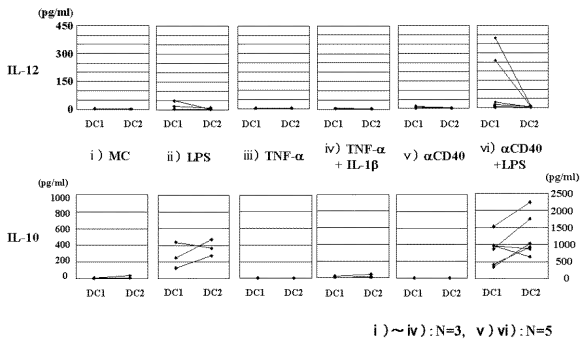 (pg/ml)
450
300
150
0
IL-12
DC1 DC2 DC1 DC2 DC1 DC2 DC1 DC2 DC1 DC2 DC1 DC2
i) MC ii) LPS iii) TNF-α iv) TNF-α + IL-1β v) αCD40 vi) αCD40 +LPS
(pg/ml)
1000
800
600
400
200
0
IL-10
(pg/ml)
2500
2000
1500
1000
500
0
DC1 DC2 DC1 DC2 DC1 DC2 DC1 DC2 DC1 DC2 DC1 DC2
i)～iv): N=3, v) vi): N=5